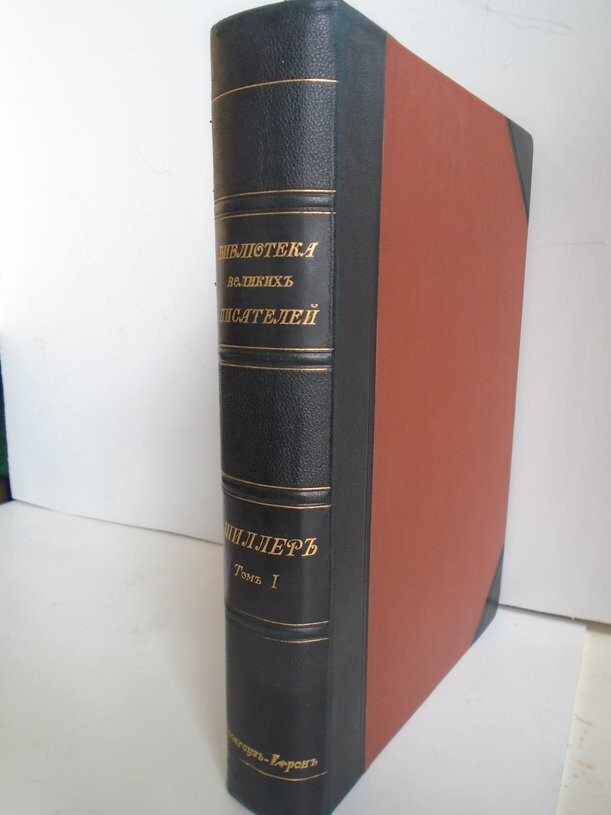 БИБЛІОТЕКА
ВЕЛИКИХЪ
ПИСАТЕЛЕЙ
ШИЛЛЕРЪ
Томъ I
Брокгаузъ-Ефронъ